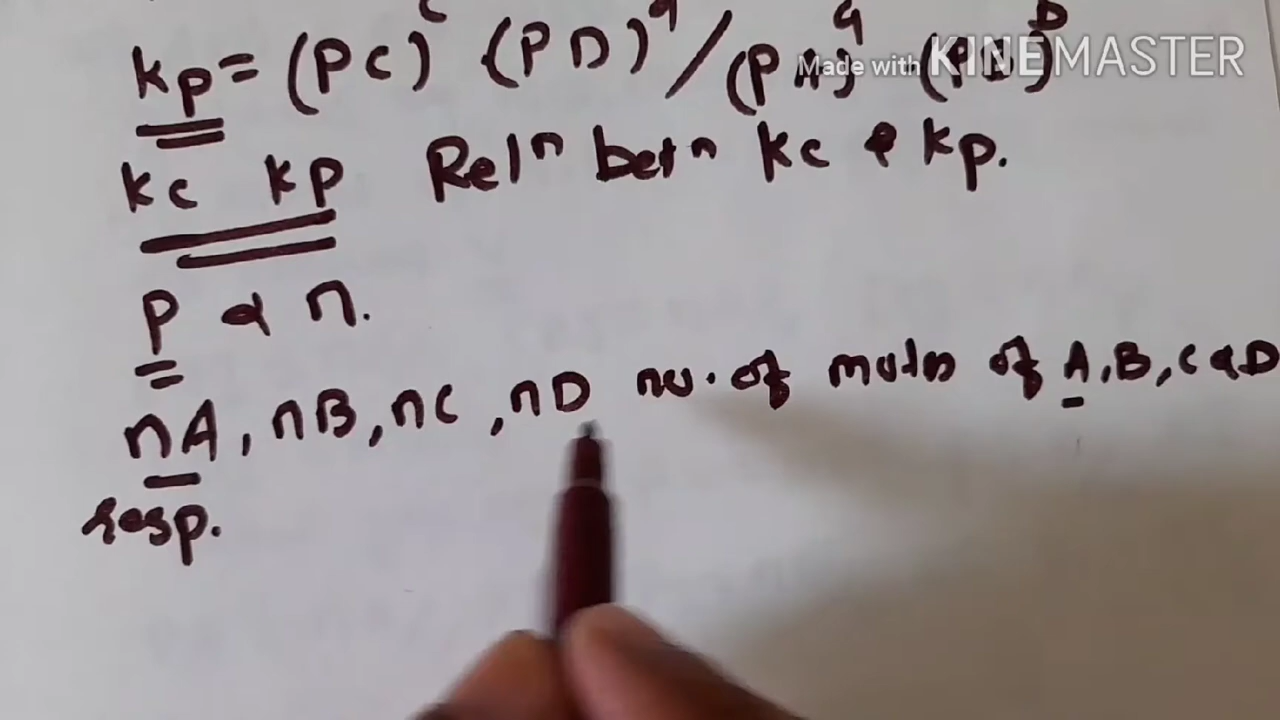 Kp = (PC)^c (PD)^d / (PA)^a (PB)^b
Made with KINEMASTER
Kc Kp Relⁿ betⁿ Kc & Kp.
P α n.
nA, nB, nC, nD no. of moles of A, B, C & D
resp.